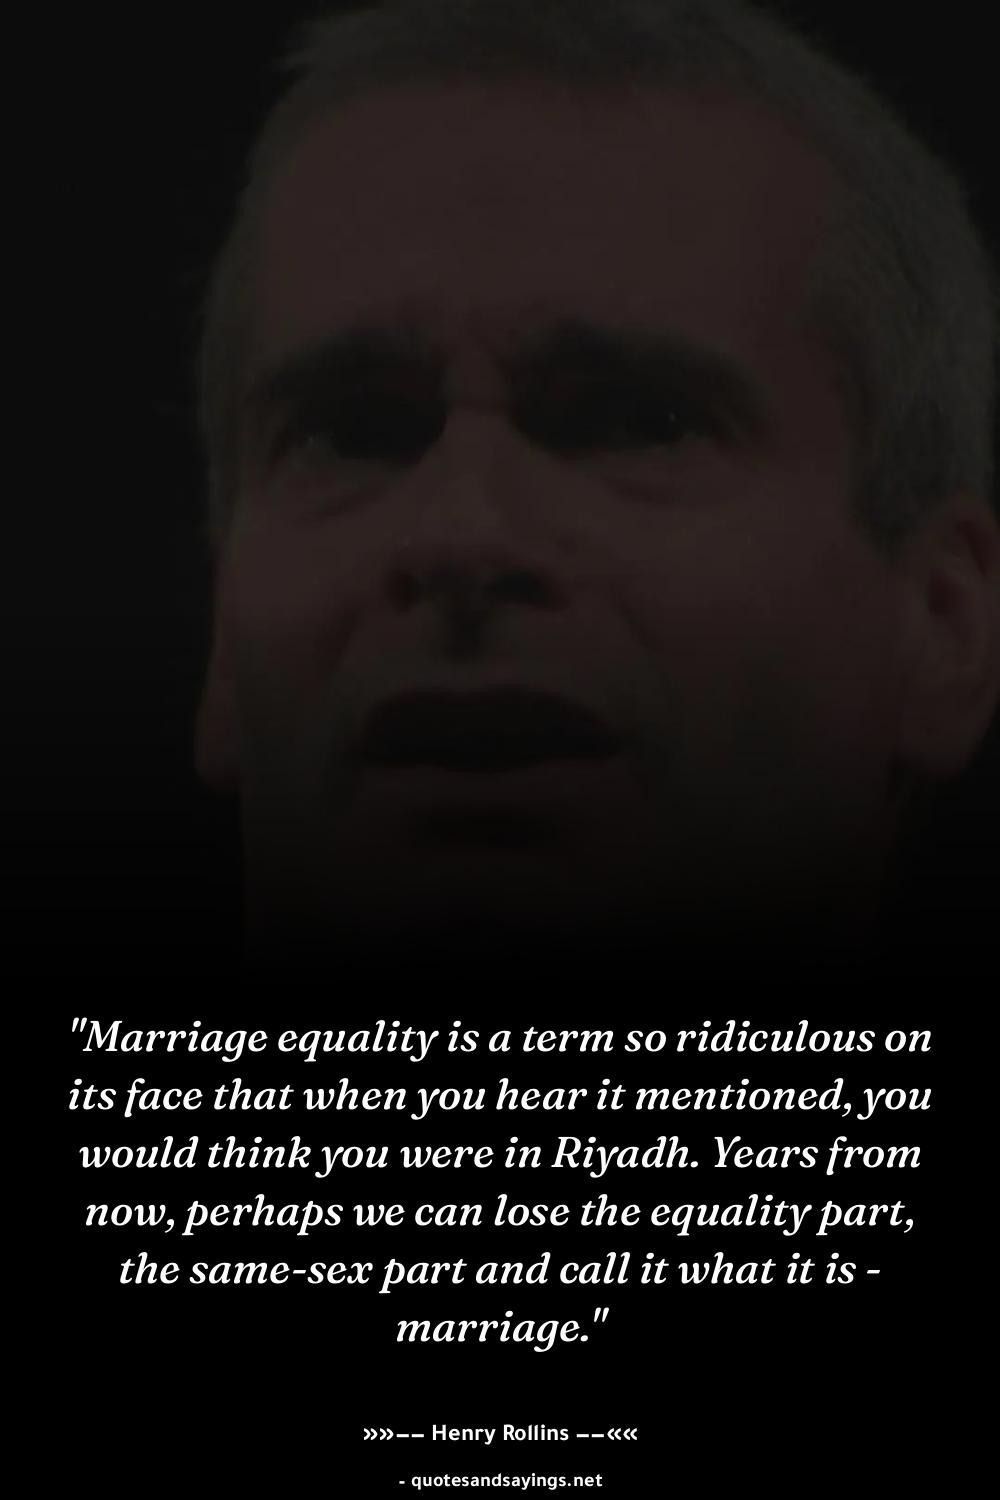 "Marriage equality is a term so ridiculous on
its face that when you hear it mentioned, you
would think you were in Riyadh. Years from
now, perhaps we can lose the equality part,
the same-sex part and call it what it is -
marriage."
»»−− Henry Rollins −−««
- quotesandsayings.net